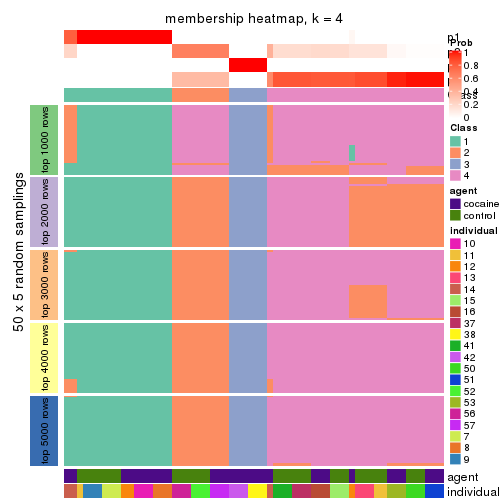 membership heatmap, k = 4
p1
Prob
1
0.8
0.6
0.4
0.2
0
Class
1
2
3
4
agent
cocaine
control
individual
10
11
12
13
14
15
16
37
38
41
42
50
51
52
53
56
57
7
8
9
50 x 5 random samplings
top 1000 rows
top 2000 rows
top 3000 rows
top 4000 rows
top 5000 rows
agent
individual